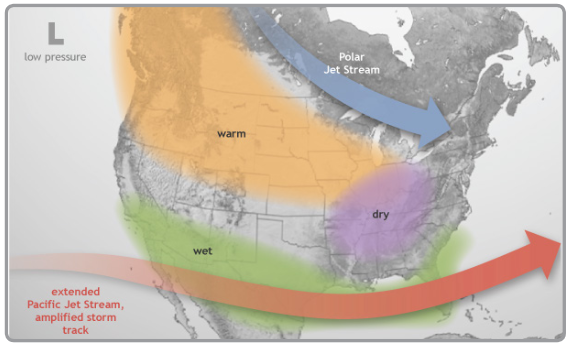 L
low pressure
Polar
Jet Stream
warm
dry
wet
extended
Pacific Jet Stream,
amplified storm
track